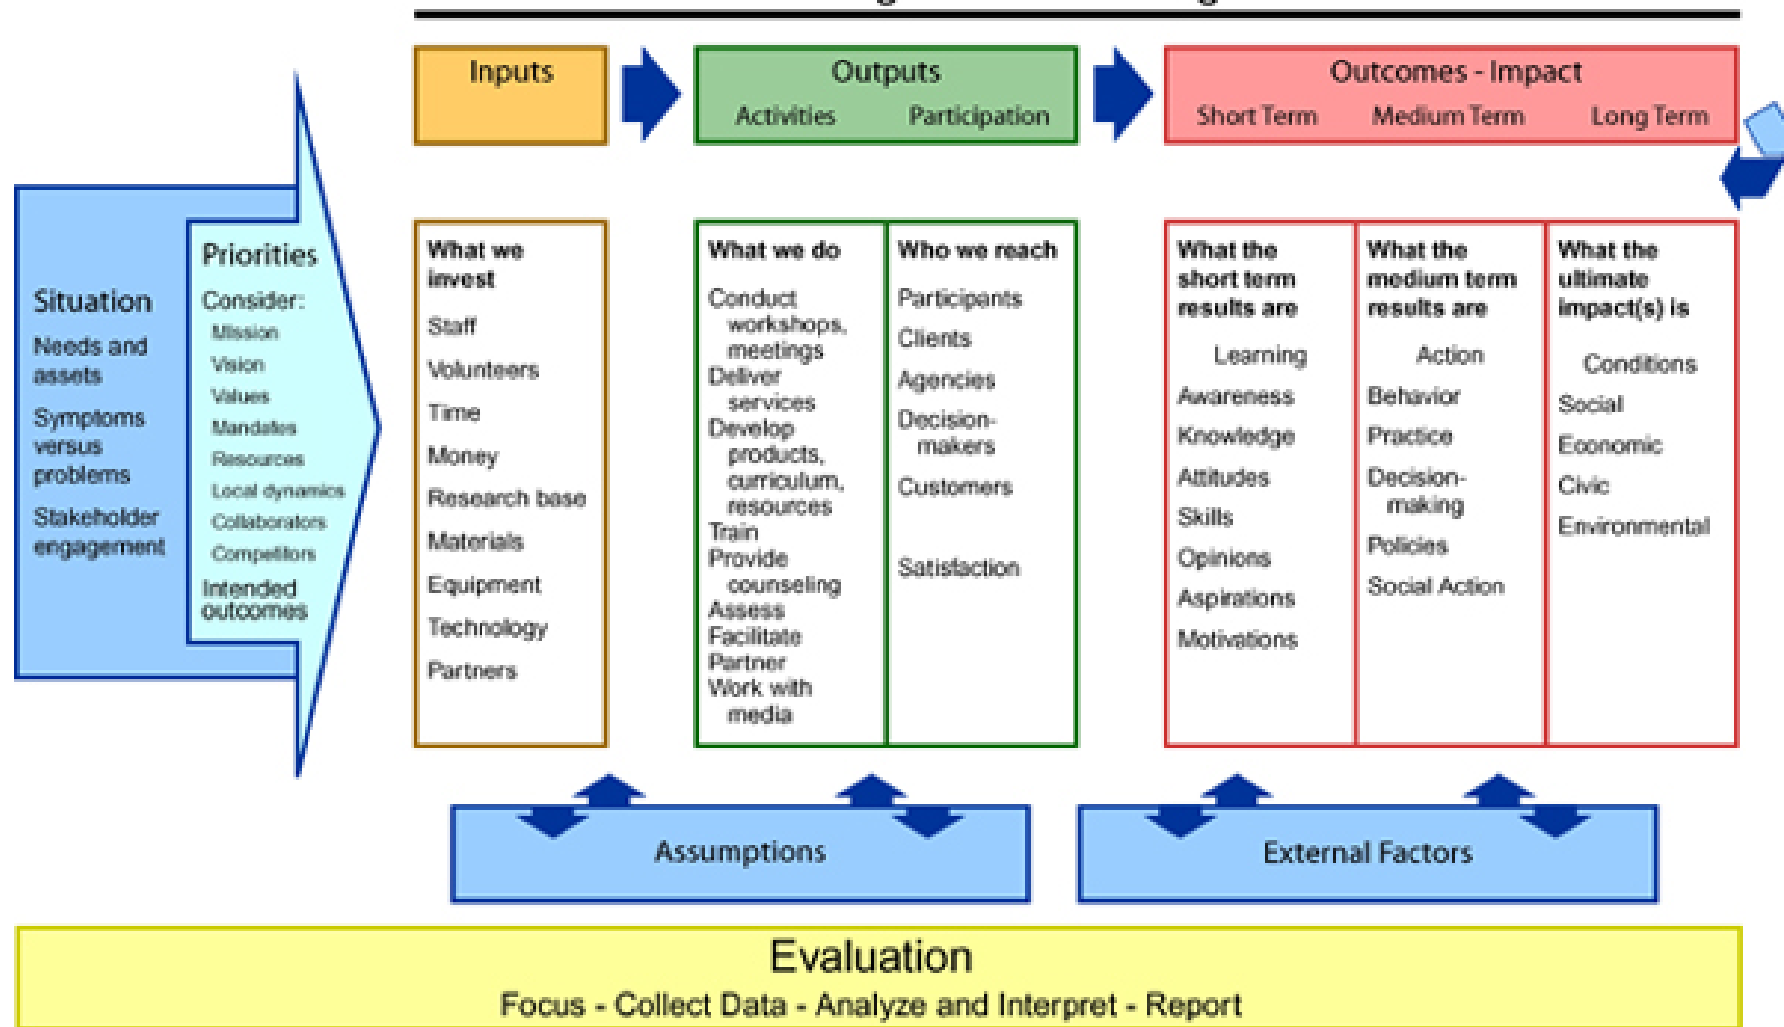 Inputs
Outputs
Activities Participation
Outcomes - Impact
Short Term Medium Term Long Term
Situation
Needs and
assets
Symptoms
versus
problems
Stakeholder
engagement
Priorities
Consider:
Mission
Vision
Values
Mandates
Resources
Local dynamics
Collaborators
Competitors
Intended
outcomes
What we
invest
Staff
Volunteers
Time
Money
Research base
Materials
Equipment
Technology
Partners
What we do
Conduct
workshops,
meetings
Deliver
services
Develop
products,
curriculum,
resources
Train
Provide
counseling
Assess
Facilitate
Partner
Work with
media
Who we reach
Participants
Clients
Agencies
Decision-
makers
Customers
Satisfaction
What the
short term
results are
Learning
Awareness
Knowledge
Attitudes
Skills
Opinions
Aspirations
Motivations
What the
medium term
results are
Action
Behavior
Practice
Decision-
making
Policies
Social Action
What the
ultimate
impact(s) is
Conditions
Social
Economic
Civic
Environmental
Assumptions
External Factors
Evaluation
Focus - Collect Data - Analyze and Interpret - Report